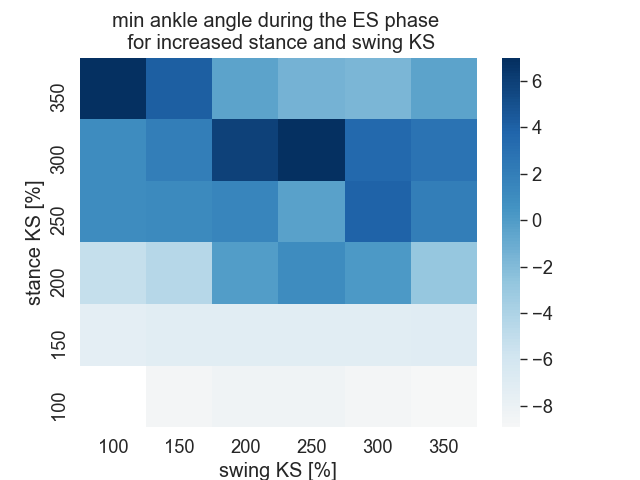 min ankle angle during the ES phase
for increased stance and swing KS
stance KS [%]
350
300
250
200
150
100
100 150 200 250 300 350
swing KS [%]
6
4
2
0
−2
−4
−6
−8